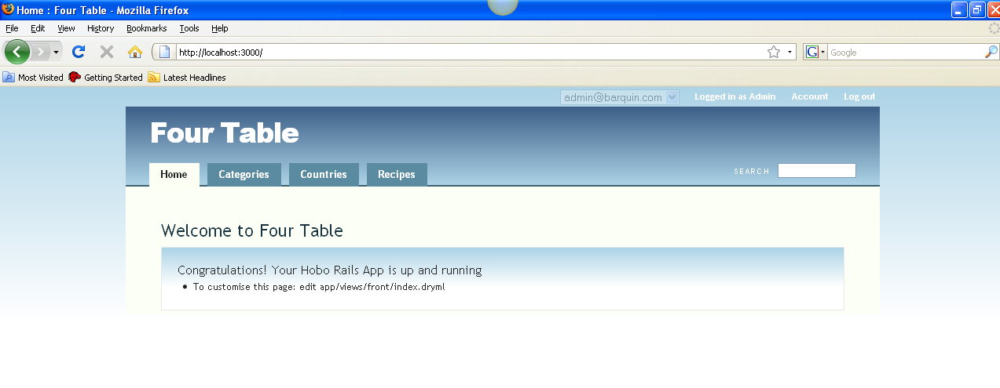 Home : Four Table - Mozilla Firefox
File Edit View History Bookmarks Tools Help
http://localhost:3000/ G Google
Most Visited Getting Started Latest Headlines
admin@barquin.com Logged in as Admin Account Log out
Four Table
Home Categories Countries Recipes SEARCH
Welcome to Four Table
Congratulations! Your Hobo Rails App is up and running
• To customise this page: edit app/views/front/index.dryml